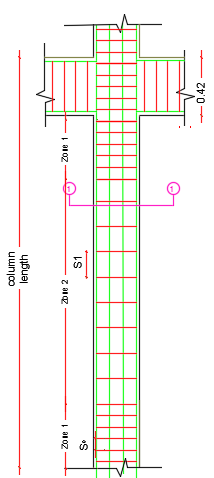 0.42
Zone 1
1
1
column
length
S1
Zone 2
Zone 1
So